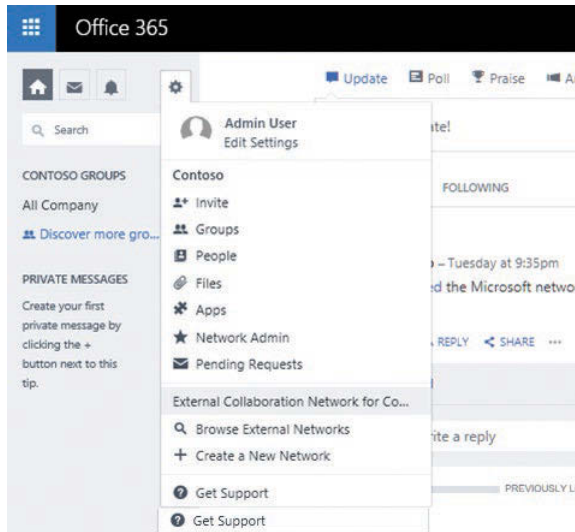 Office 365
Update Poll Praise
Search
CONTOSO GROUPS
All Company
Discover more gro...
PRIVATE MESSAGES
Create your first
private message by
clicking the +
button next to this
tip.
Admin User
Edit Settings
Contoso
Invite
Groups
People
Files
Apps
Network Admin
Pending Requests
External Collaboration Network for Co...
Browse External Networks
+ Create a New Network
Get Support
Get Support
FOLLOWING
– Tuesday at 9:35pm
the Microsoft
REPLY SHARE ...
a reply
PREVIOUSLY